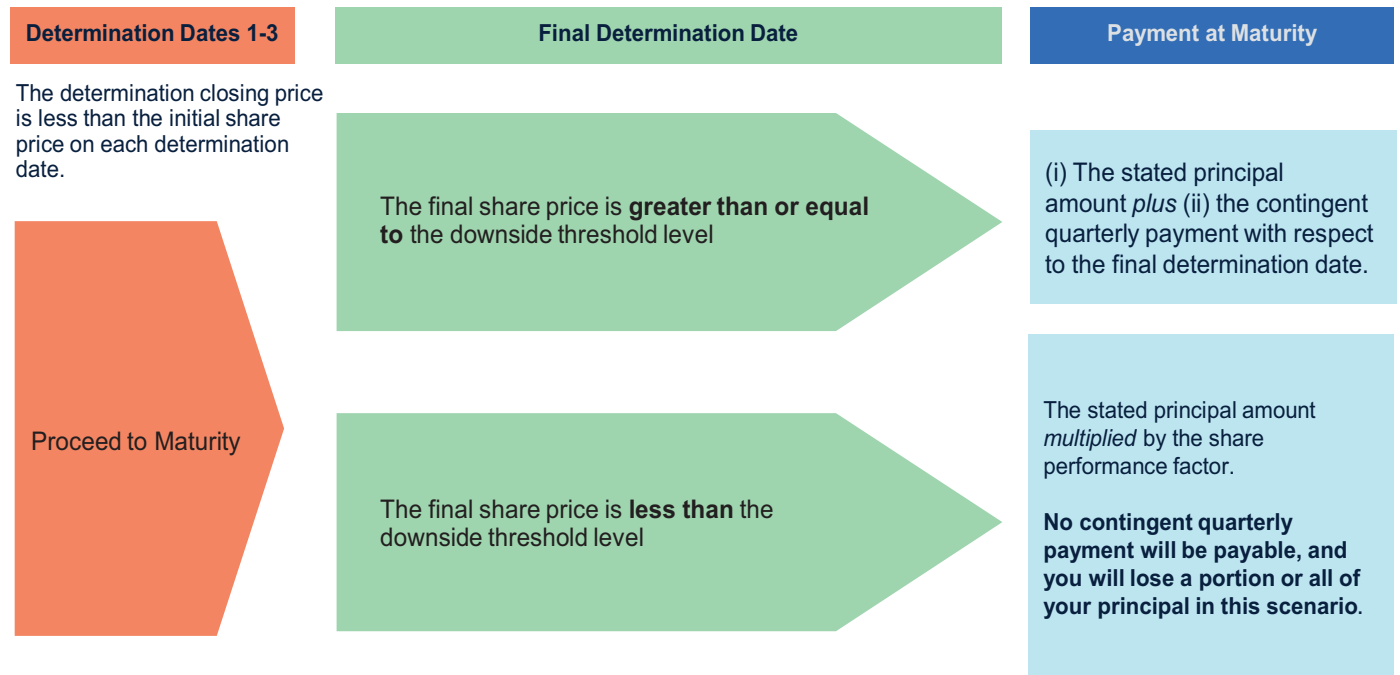 Determination Dates 1-3
Final Determination Date
Payment at Maturity
The determination closing price
is less than the initial share
price on each determination
date.
Proceed to Maturity
The final share price is greater than or equal
to the downside threshold level
(i) The stated principal
amount plus (ii) the contingent
quarterly payment with respect
to the final determination date.
The final share price is less than the
downside threshold level
The stated principal amount
multiplied by the share
performance factor.
No contingent quarterly
payment will be payable, and
you will lose a portion or all of
your principal in this scenario.